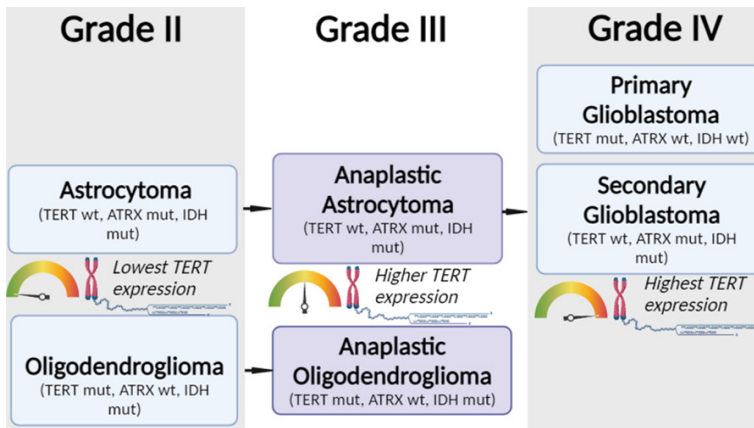 Grade II
Astrocytoma
(TERT wt, ATRX mut, IDH
mut)
Lowest TERT
expression
Oligodendroglioma
(TERT mut, ATRX wt, IDH
mut)
Grade III
Anaplastic
Astrocytoma
(TERT wt, ATRX mut, IDH
mut)
Higher TERT
expression
Anaplastic
Oligodendroglioma
(TERT mut, ATRX wt, IDH mut)
Grade IV
Primary
Glioblastoma
(TERT mut, ATRX wt, IDH wt)
Secondary
Glioblastoma
(TERT wt, ATRX mut, IDH
mut)
Highest TERT
expression